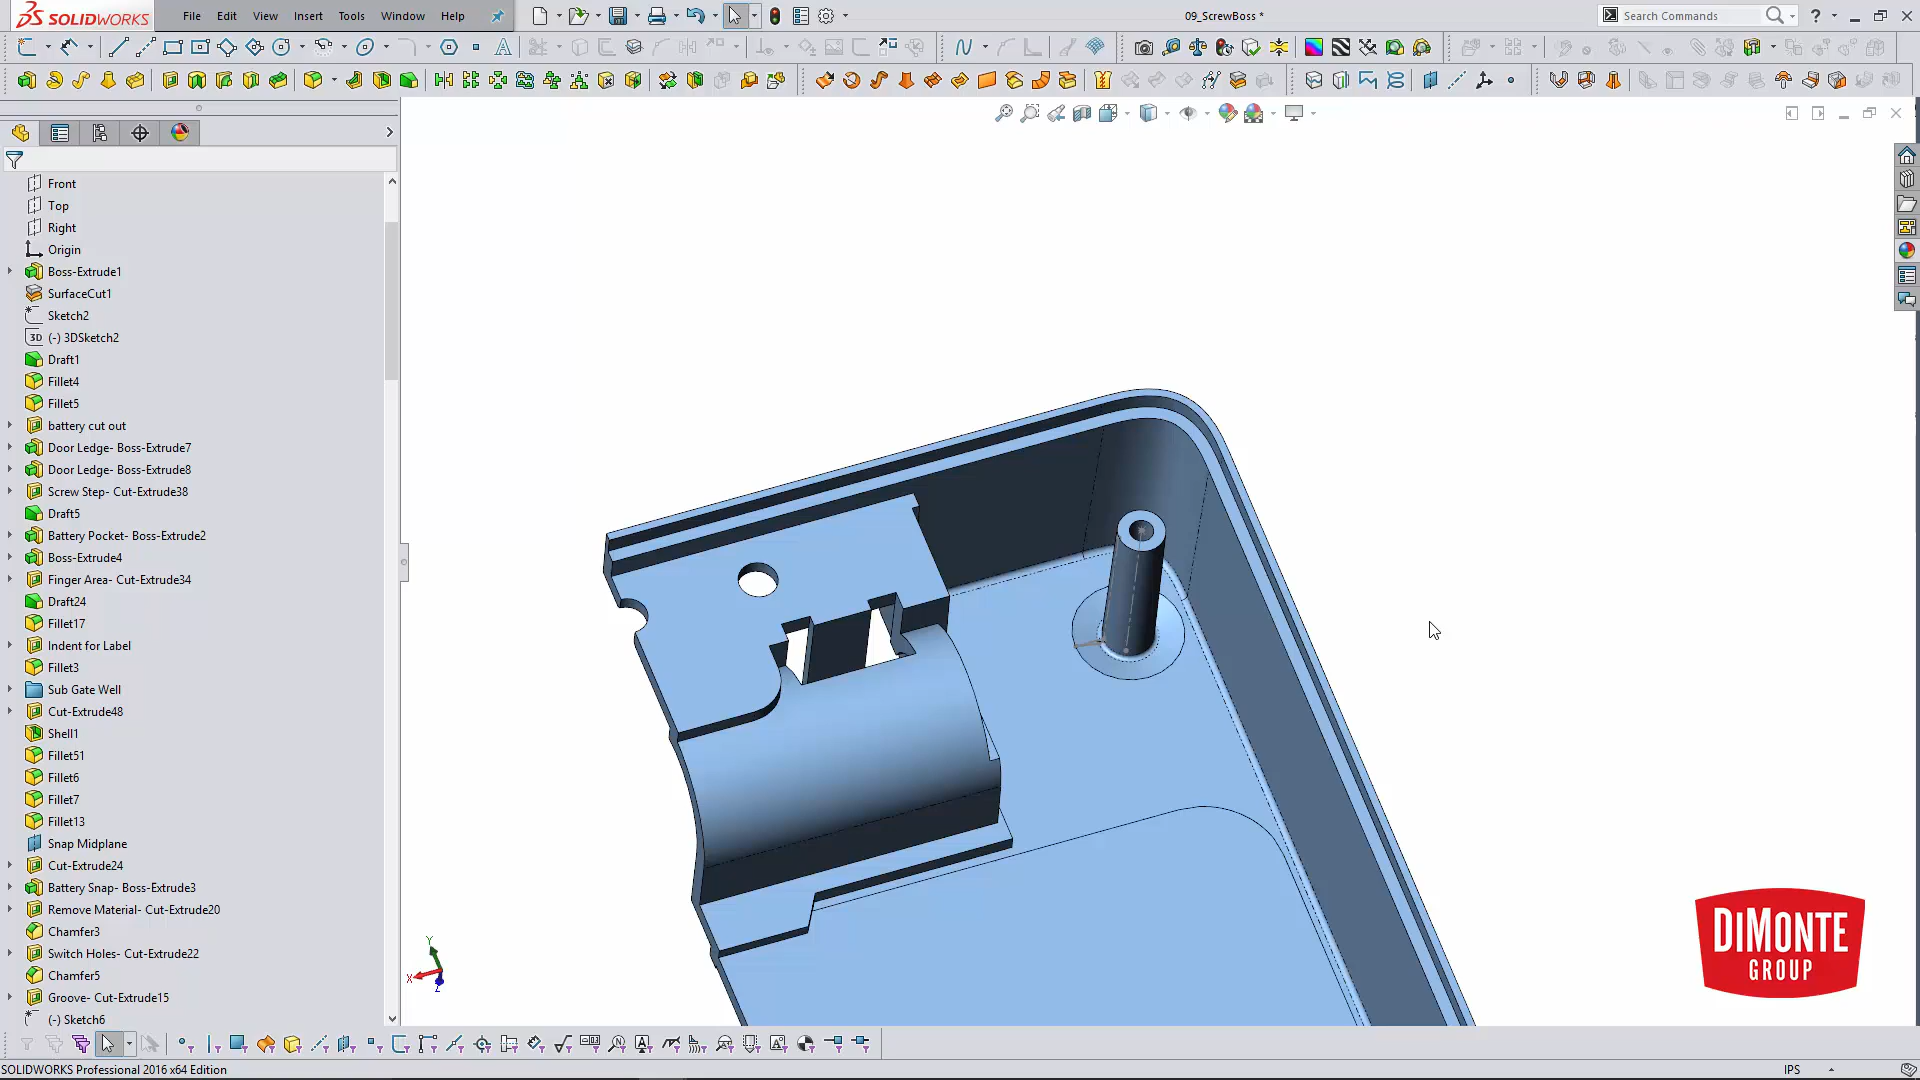 SOLIDWORKS
File Edit View Insert Tools Window Help
09_ScrewBoss *
Search Commands
Front
Top
Right
Origin
Boss-Extrude1
SurfaceCut1
Sketch2
3D (-) 3DSketch2
Draft1
Fillet4
Fillet5
battery cut out
Door Ledge- Boss-Extrude7
Door Ledge- Boss-Extrude8
Screw Step- Cut-Extrude38
Draft5
Battery Pocket- Boss-Extrude2
Boss-Extrude4
Finger Area- Cut-Extrude34
Draft24
Fillet17
Indent for Label
Fillet3
Sub Gate Well
Cut-Extrude48
Shell1
Fillet51
Fillet6
Fillet7
Fillet13
Snap Midplane
Cut-Extrude24
Battery Snap- Boss-Extrude3
Remove Material- Cut-Extrude20
Chamfer3
Switch Holes- Cut-Extrude22
Chamfer5
Groove- Cut-Extrude15
(-) Sketch6
Y
X
Z
DIMONTE
GROUP
SOLIDWORKS Professional 2016 x64 Edition
IPS